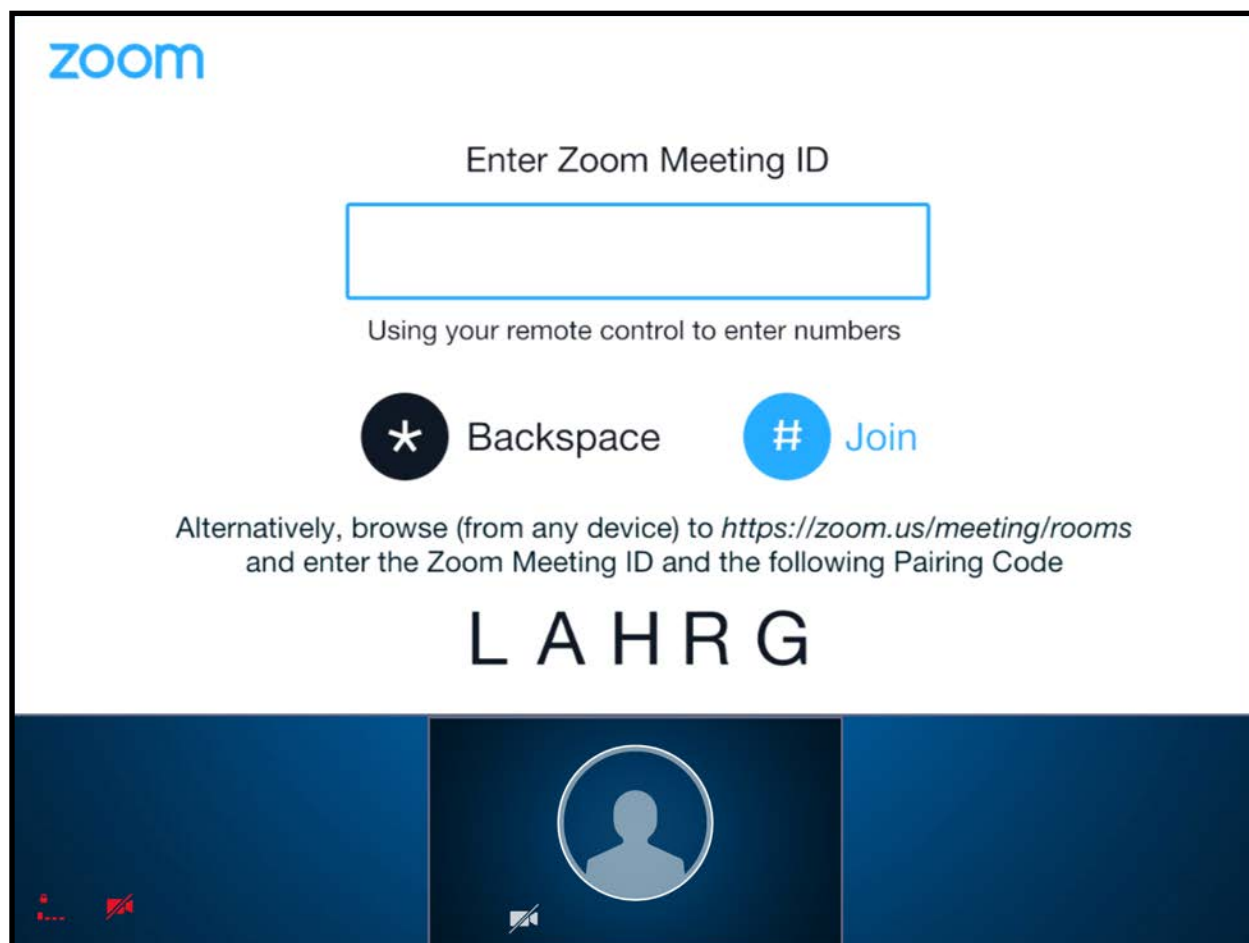 zoom
Enter Zoom Meeting ID
Using your remote control to enter numbers
* Backspace # Join
Alternatively, browse (from any device) to https://zoom.us/meeting/rooms
and enter the Zoom Meeting ID and the following Pairing Code
L A H R G